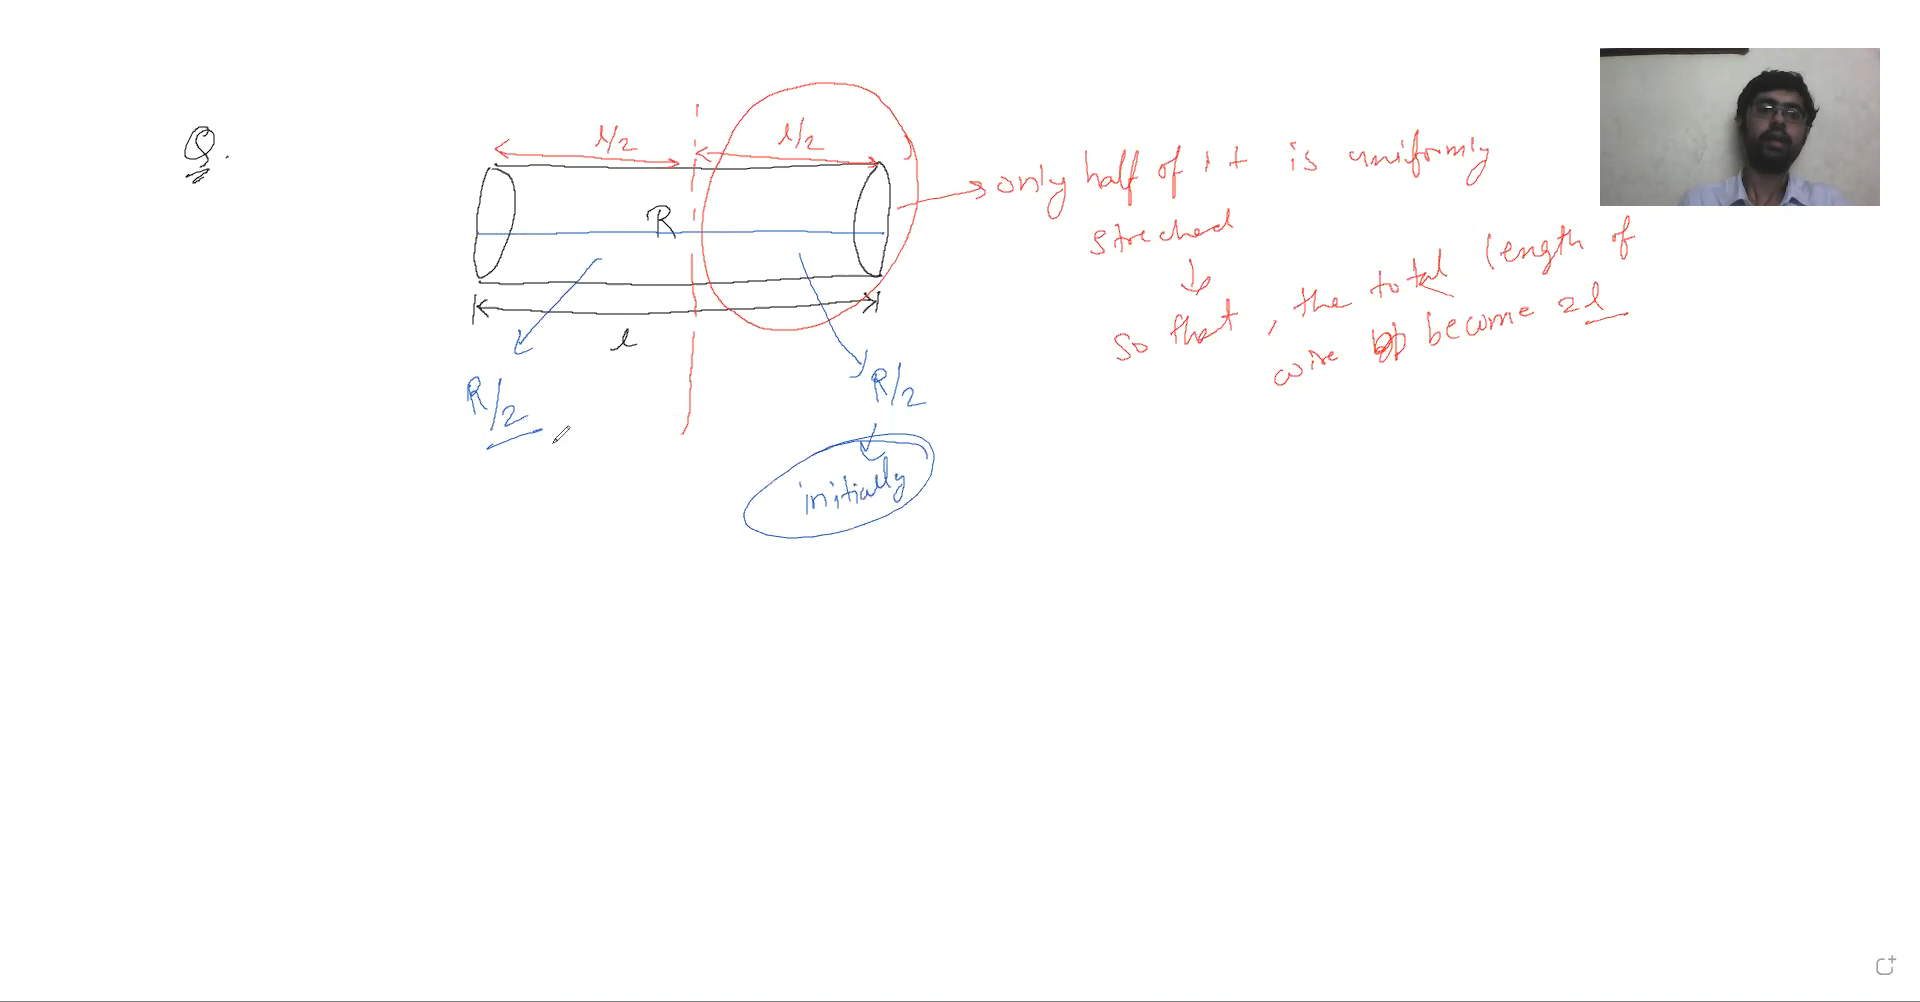 Q.
l/2
l/2
R
only half of it is uniformly
streched
so that, the total length of
wire become 2l
l
R/2
R/2
initially